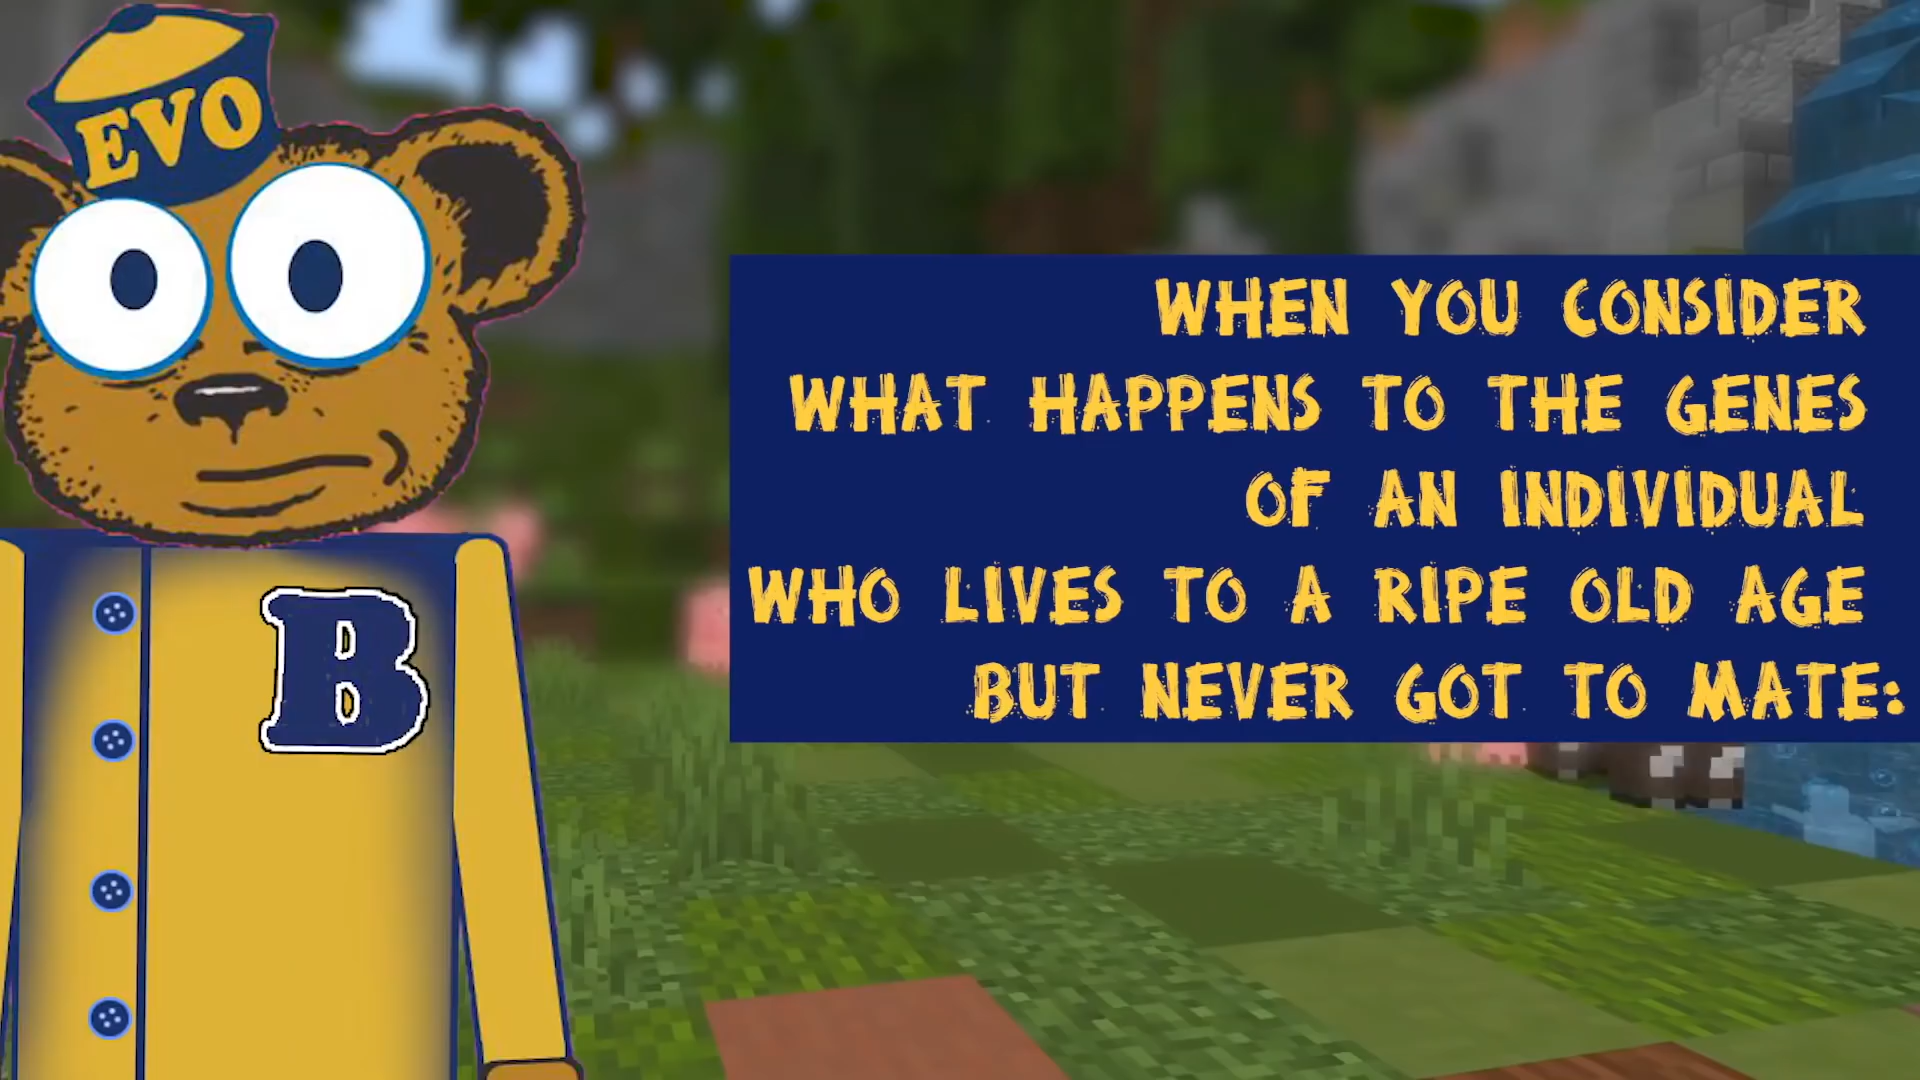 EVO
B
WHEN YOU CONSIDER
WHAT HAPPENS TO THE GENES
OF AN INDIVIDUAL
WHO LIVES TO A RIPE OLD AGE
BUT NEVER GOT TO MATE: